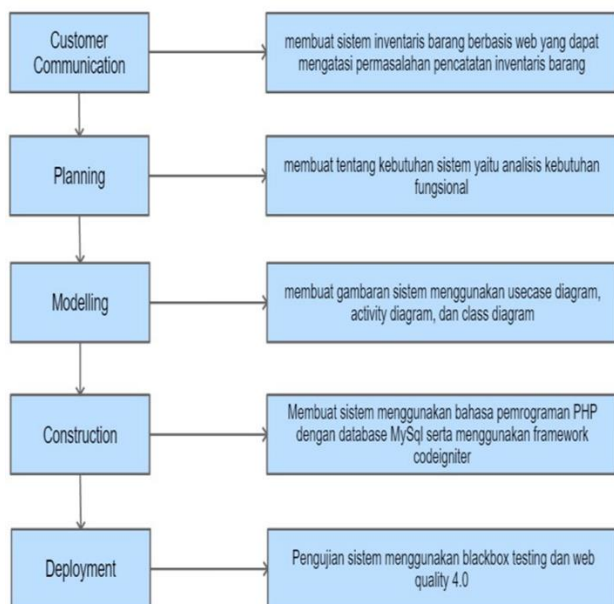 Customer
Communication
membuat sistem inventaris barang berbasis web yang dapat
mengatasi permasalahan pencatatan inventaris barang
Planning
membuat tentang kebutuhan sistem yaitu analisis kebutuhan
fungsional
Modelling
membuat gambaran sistem menggunakan usecase diagram,
activity diagram, dan class diagram
Construction
Membuat sistem menggunakan bahasa pemrograman PHP
dengan database MySql serta menggunakan framework
codeigniter
Deployment
Pengujian sistem menggunakan blackbox testing dan web
quality 4.0